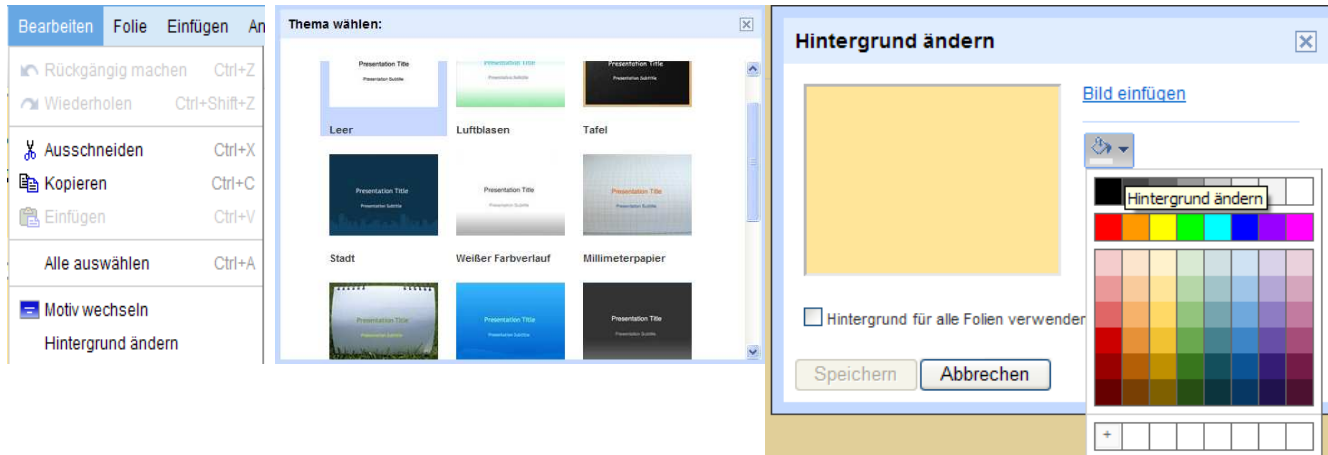 Bearbeiten Folie Einfügen An
Rückgängig machen Ctrl+Z
Wiederholen Ctrl+Shift+Z
Ausschneiden Ctrl+X
Kopieren Ctrl+C
Einfügen Ctrl+V
Alle auswählen Ctrl+A
Motiv wechseln
Hintergrund ändern
Thema wählen:
Presentation Title
Presentation Subtitle
Leer
Presentation Subtitle
Luftblasen
Presentation Title
Presentation Subtitle
Tafel
Presentation Title
Presentation Subtitle
Stadt
Presentation Title
Presentation Subtitle
Weißer Farbverlauf
Presentation Title
Presentation Subtitle
Millimeterpapier
Presentation Title
Presentation Subtitle
Presentation Title
Presentation Subtitle
Presentation Title
Presentation Subtitle
Hintergrund ändern
Bild einfügen
Hintergrund ändern
Hintergrund für alle Folien verwenden
Speichern
Abbrechen
+